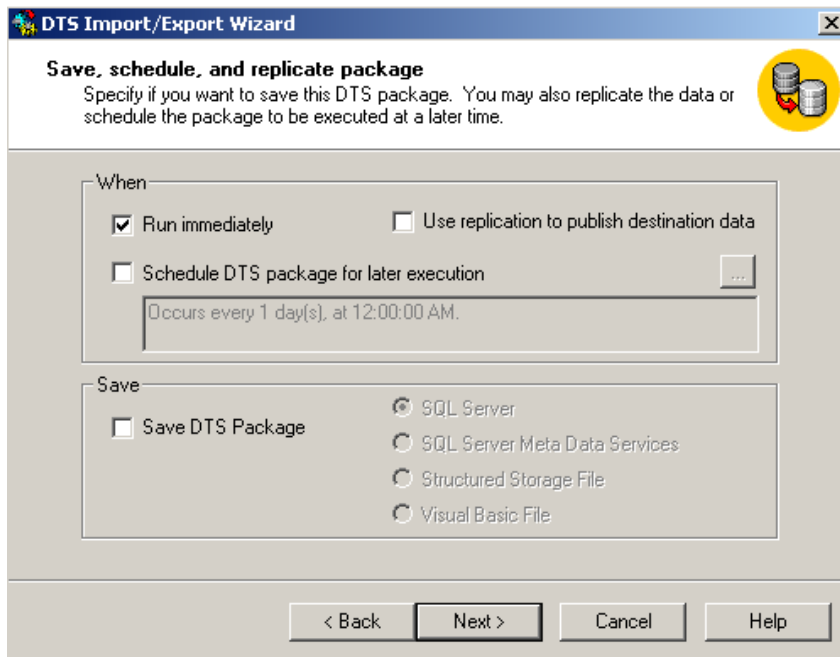 DTS Import/Export Wizard
Save, schedule, and replicate package
Specify if you want to save this DTS package. You may also replicate the data or
schedule the package to be executed at a later time.
When
Run immediately
Use replication to publish destination data
Schedule DTS package for later execution
...
Occurs every 1 day(s), at 12:00:00 AM.
Save
Save DTS Package
SQL Server
SQL Server Meta Data Services
Structured Storage File
Visual Basic File
< Back
Next >
Cancel
Help